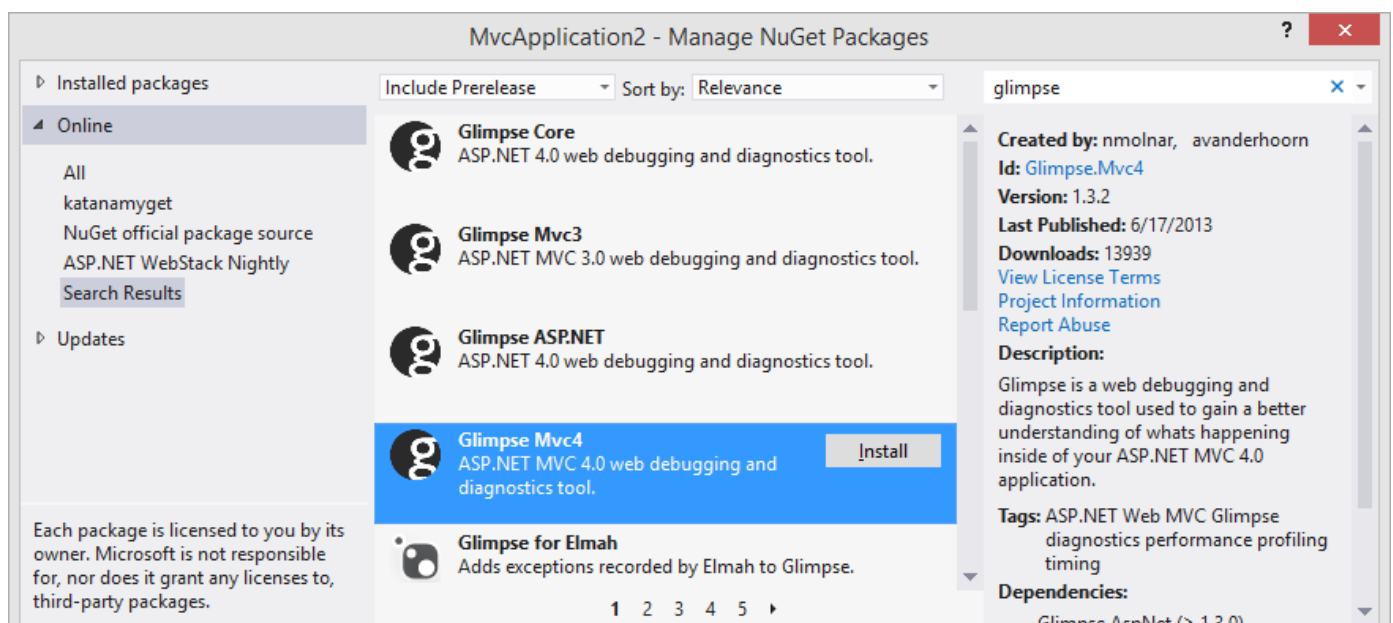 MvcApplication2 - Manage NuGet Packages
?
Installed packages
Online
All
katanamyget
NuGet official package source
ASP.NET WebStack Nightly
Search Results
Updates
Each package is licensed to you by its
owner. Microsoft is not responsible
for, nor does it grant any licenses to,
third-party packages.
Include Prerelease
Sort by: Relevance
Glimpse Core
ASP.NET 4.0 web debugging and diagnostics tool.
Glimpse Mvc3
ASP.NET MVC 3.0 web debugging and diagnostics tool.
Glimpse ASP.NET
ASP.NET 4.0 web debugging and diagnostics tool.
Glimpse Mvc4
ASP.NET MVC 4.0 web debugging and
diagnostics tool.
Install
Glimpse for Elmah
Adds exceptions recorded by Elmah to Glimpse.
1 2 3 4 5
glimpse
Created by: nmolnar, avanderhoorn
Id: Glimpse.Mvc4
Version: 1.3.2
Last Published: 6/17/2013
Downloads: 13939
View License Terms
Project Information
Report Abuse
Description:
Glimpse is a web debugging and
diagnostics tool used to gain a better
understanding of whats happening
inside of your ASP.NET MVC 4.0
application.
Tags: ASP.NET Web MVC Glimpse
diagnostics performance profiling
timing
Dependencies: